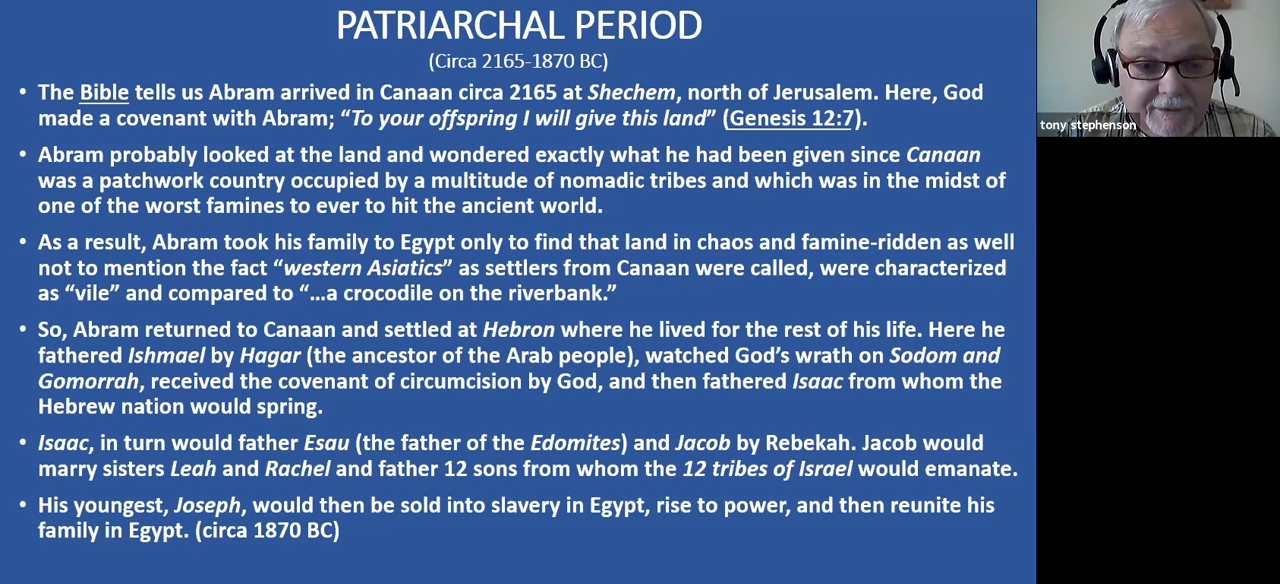 PATRIARCHAL PERIOD
(Circa 2165-1870 BC)
• The Bible tells us Abram arrived in Canaan circa 2165 at Shechem, north of Jerusalem. Here, God
made a covenant with Abram; “To your offspring I will give this land” (Genesis 12:7).
• Abram probably looked at the land and wondered exactly what he had been given since Canaan
was a patchwork country occupied by a multitude of nomadic tribes and which was in the midst of
one of the worst famines to ever to hit the ancient world.
• As a result, Abram took his family to Egypt only to find that land in chaos and famine-ridden as well
not to mention the fact “western Asiatics” as settlers from Canaan were called, were characterized
as “vile” and compared to “…a crocodile on the riverbank.”
• So, Abram returned to Canaan and settled at Hebron where he lived for the rest of his life. Here he
fathered Ishmael by Hagar (the ancestor of the Arab people), watched God’s wrath on Sodom and
Gomorrah, received the covenant of circumcision by God, and then fathered Isaac from whom the
Hebrew nation would spring.
• Isaac, in turn would father Esau (the father of the Edomites) and Jacob by Rebekah. Jacob would
marry sisters Leah and Rachel and father 12 sons from whom the 12 tribes of Israel would emanate.
• His youngest, Joseph, would then be sold into slavery in Egypt, rise to power, and then reunite his
family in Egypt. (circa 1870 BC)
tony stephenson